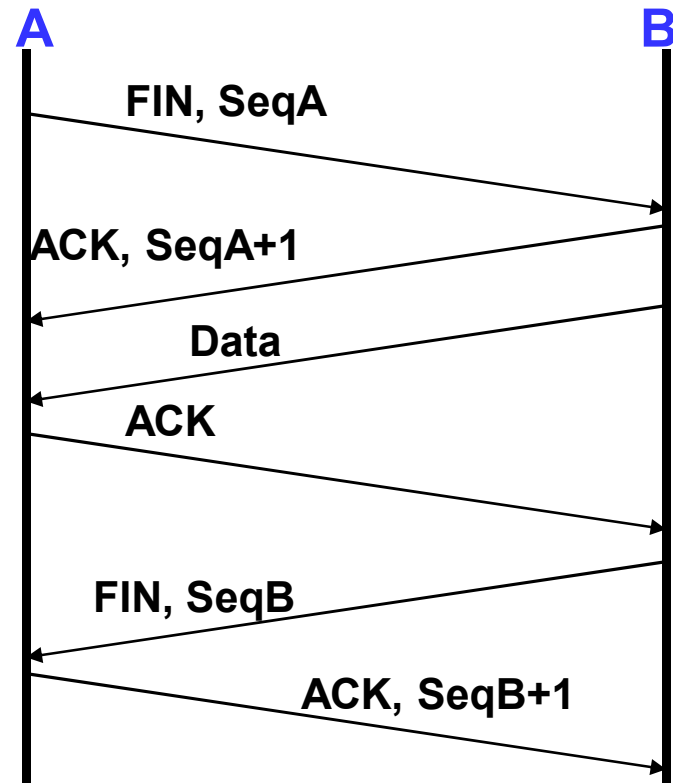 A
B
FIN, SeqA
ACK, SeqA+1
Data
ACK
FIN, SeqB
ACK, SeqB+1